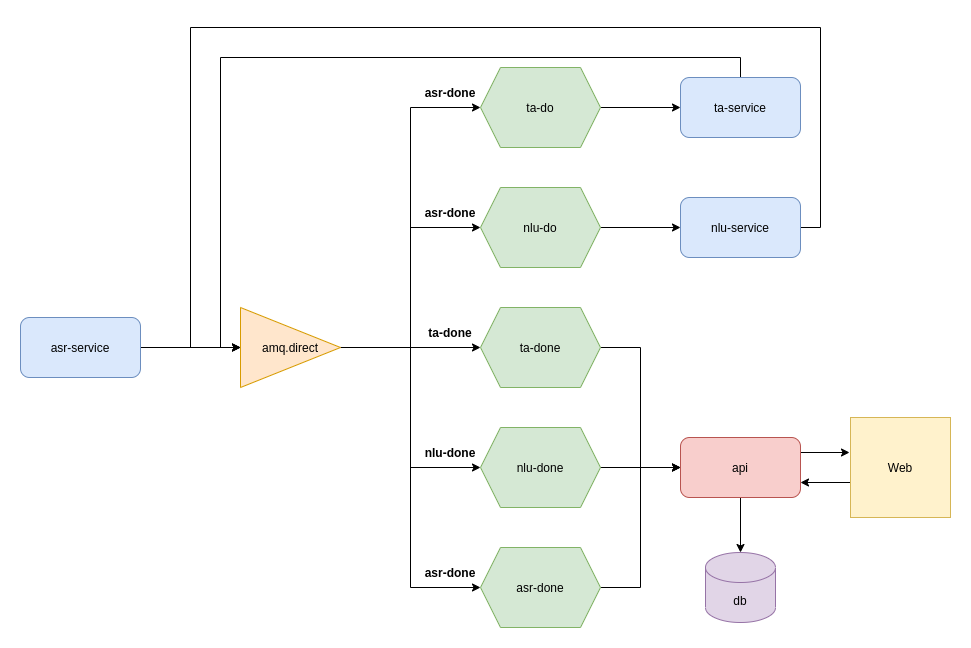 asr-done
ta-do
ta-service
asr-done
nlu-do
nlu-service
asr-service
amq.direct
ta-done
ta-done
nlu-done
nlu-done
api
Web
asr-done
asr-done
db